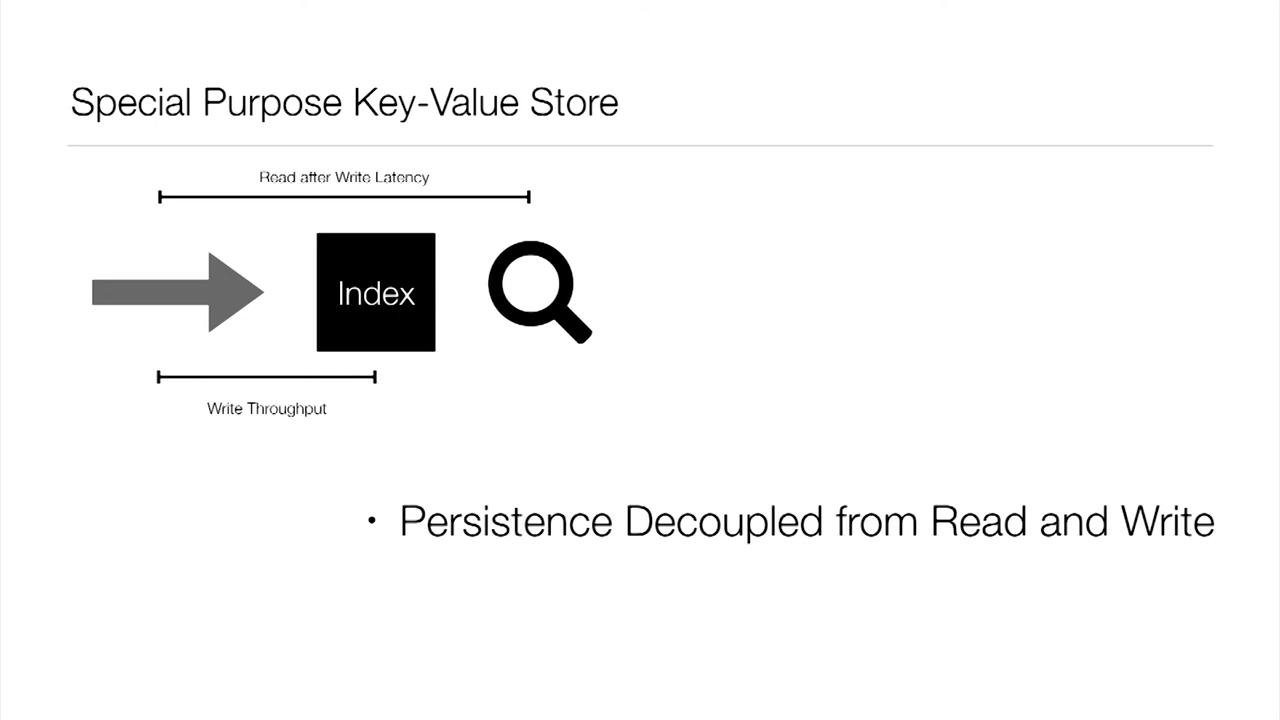 Special Purpose Key-Value Store
Read after Write Latency
Index
Write Throughput
• Persistence Decoupled from Read and Write